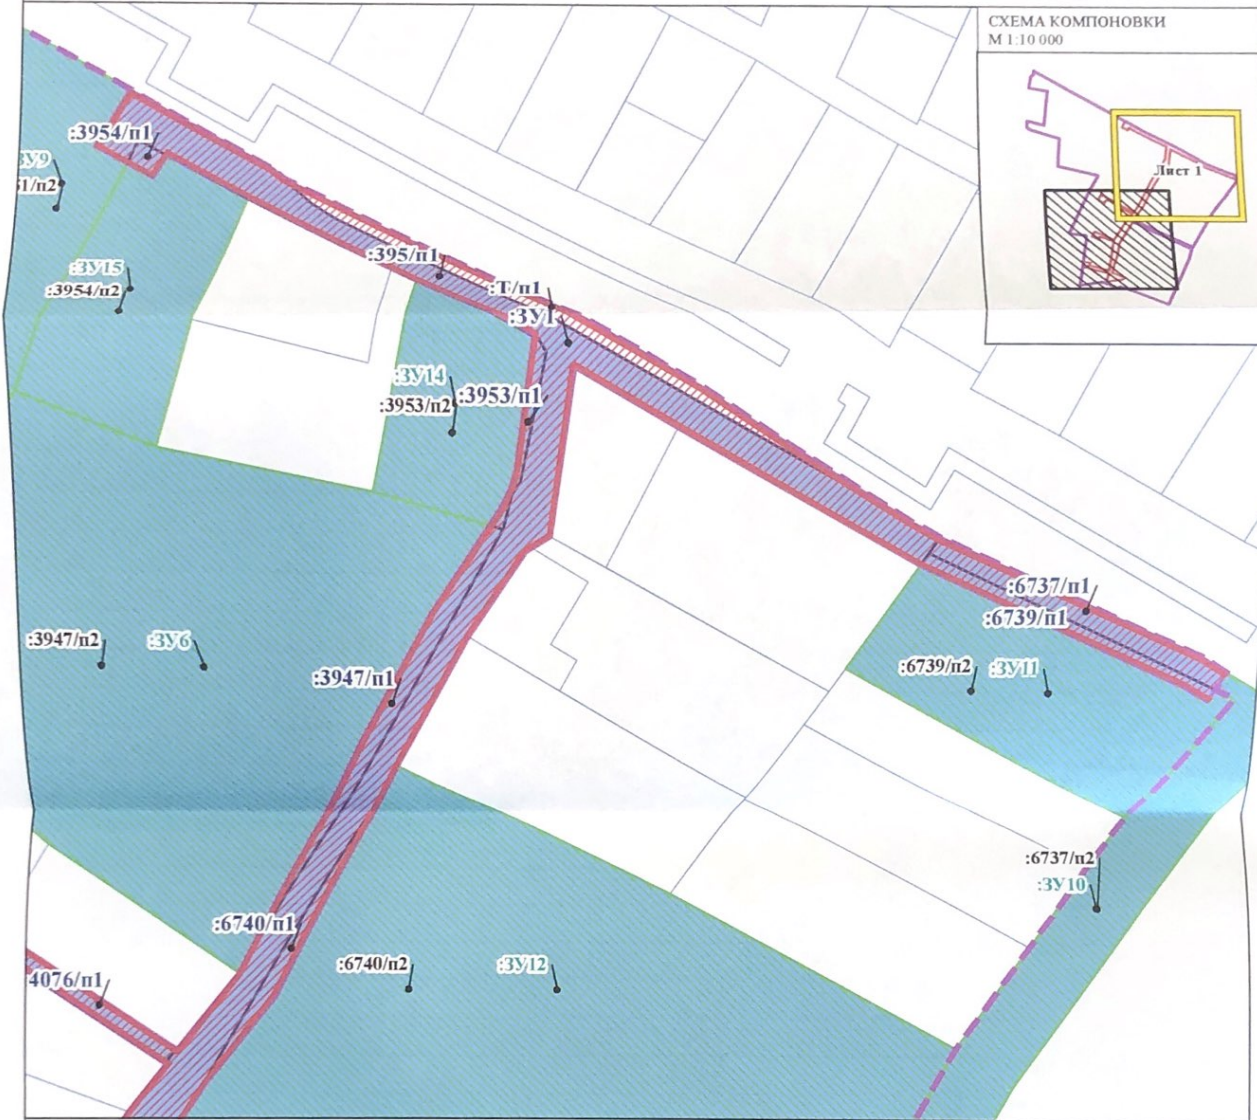 СХЕМА КОМПОНОВКИ
М 1:10 000
Лист 1
:3954/п1
:ЗУ15
:3954/п2
:395/п1
:Т/п1
:ЗУ1
:ЗУ14
:3953/п2
:3953/п1
:6737/п1
:6739/п1
:3947/п2
:ЗУ6
:6739/п2
:ЗУ11
:3947/п1
:6737/п2
:ЗУ10
:6740/п1
:6740/п2
:ЗУ12
4076/п1